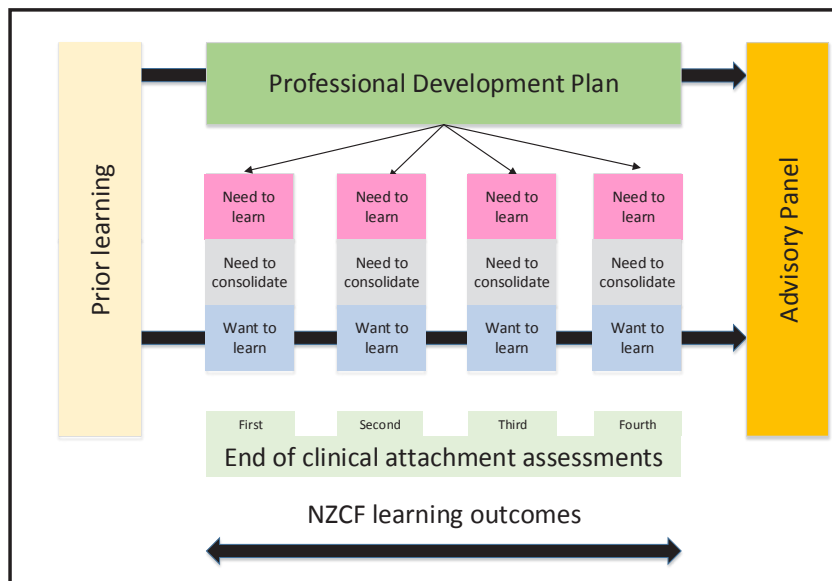 Prior learning
Professional Development Plan
Advisory Panel
Need to
learn
Need to
consolidate
Want to
learn
Need to
learn
Need to
consolidate
Want to
learn
Need to
learn
Need to
consolidate
Want to
learn
Need to
learn
Need to
consolidate
Want to
learn
First
Second
Third
Fourth
End of clinical attachment assessments
NZCF learning outcomes